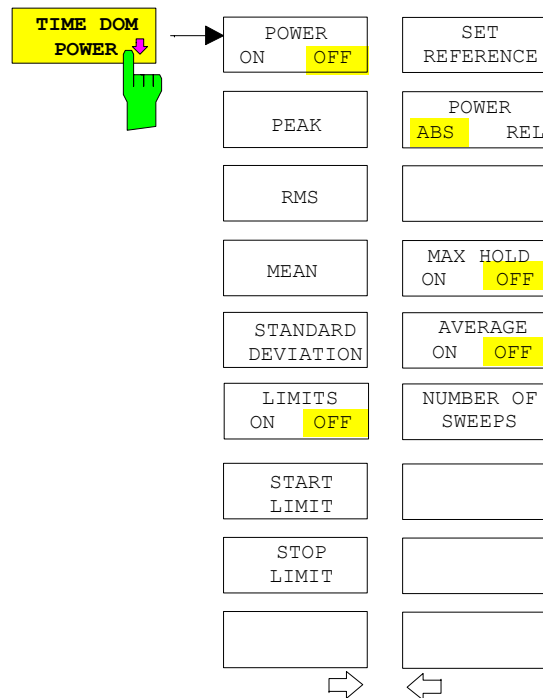 TIME DOM
POWER
POWER
ON OFF
PEAK
RMS
MEAN
STANDARD
DEVIATION
LIMITS
ON OFF
START
LIMIT
STOP
LIMIT
SET
REFERENCE
POWER
ABS REL
MAX HOLD
ON OFF
AVERAGE
ON OFF
NUMBER OF
SWEEPS